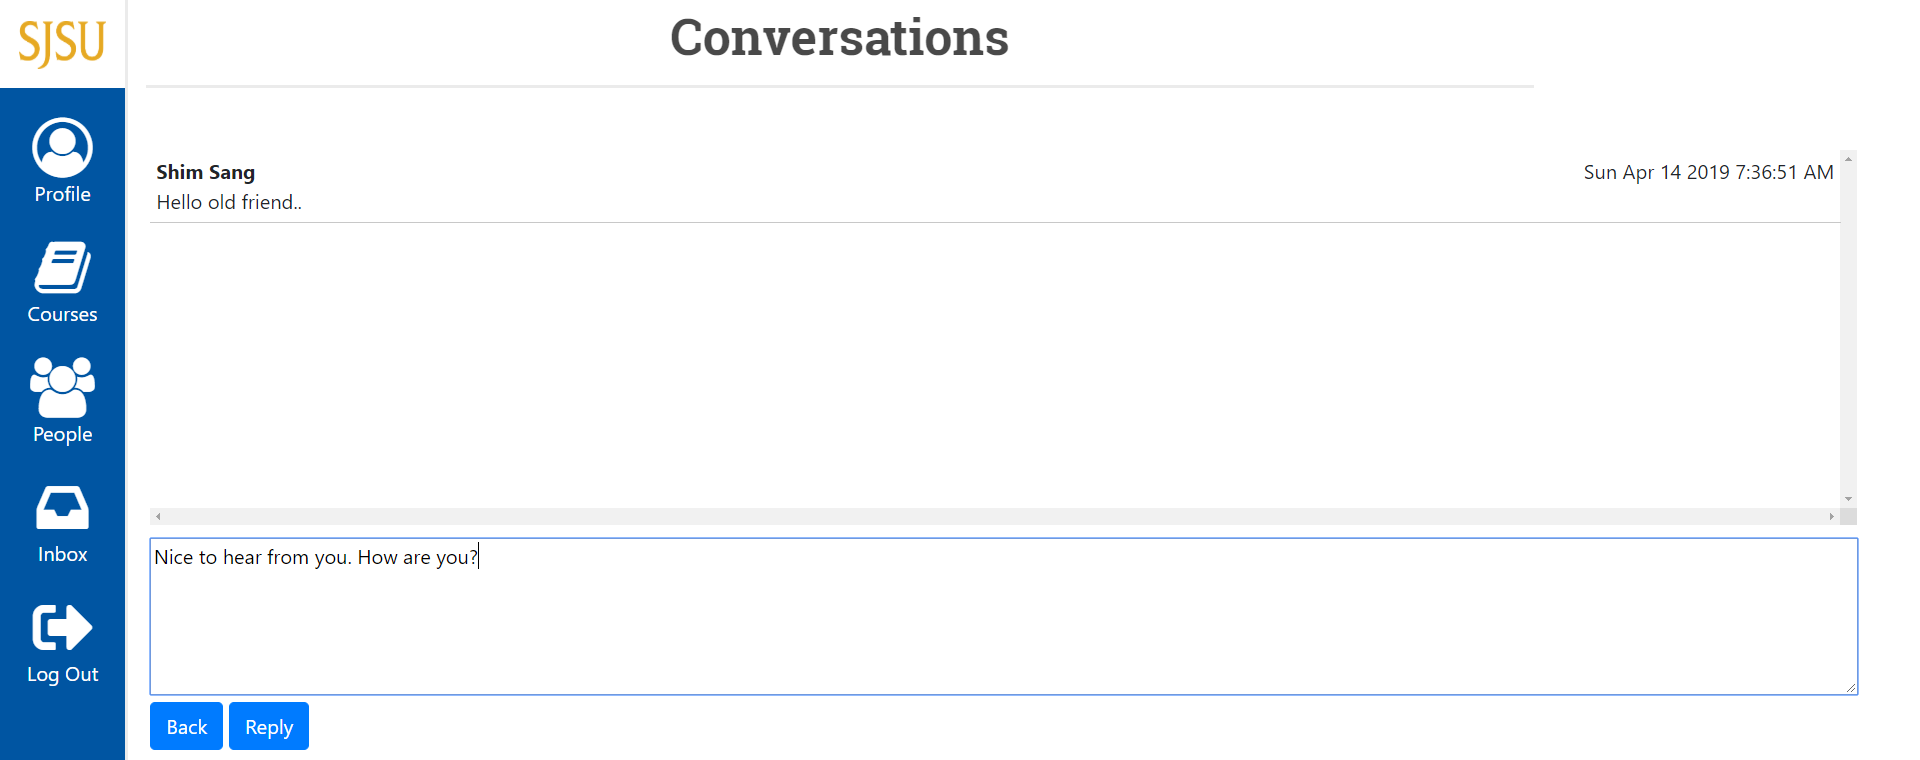 SJSU
Conversations
Profile
Courses
People
Inbox
Log Out
Shim Sang
Sun Apr 14 2019 7:36:51 AM
Hello old friend..
Nice to hear from you. How are you?
Back
Reply